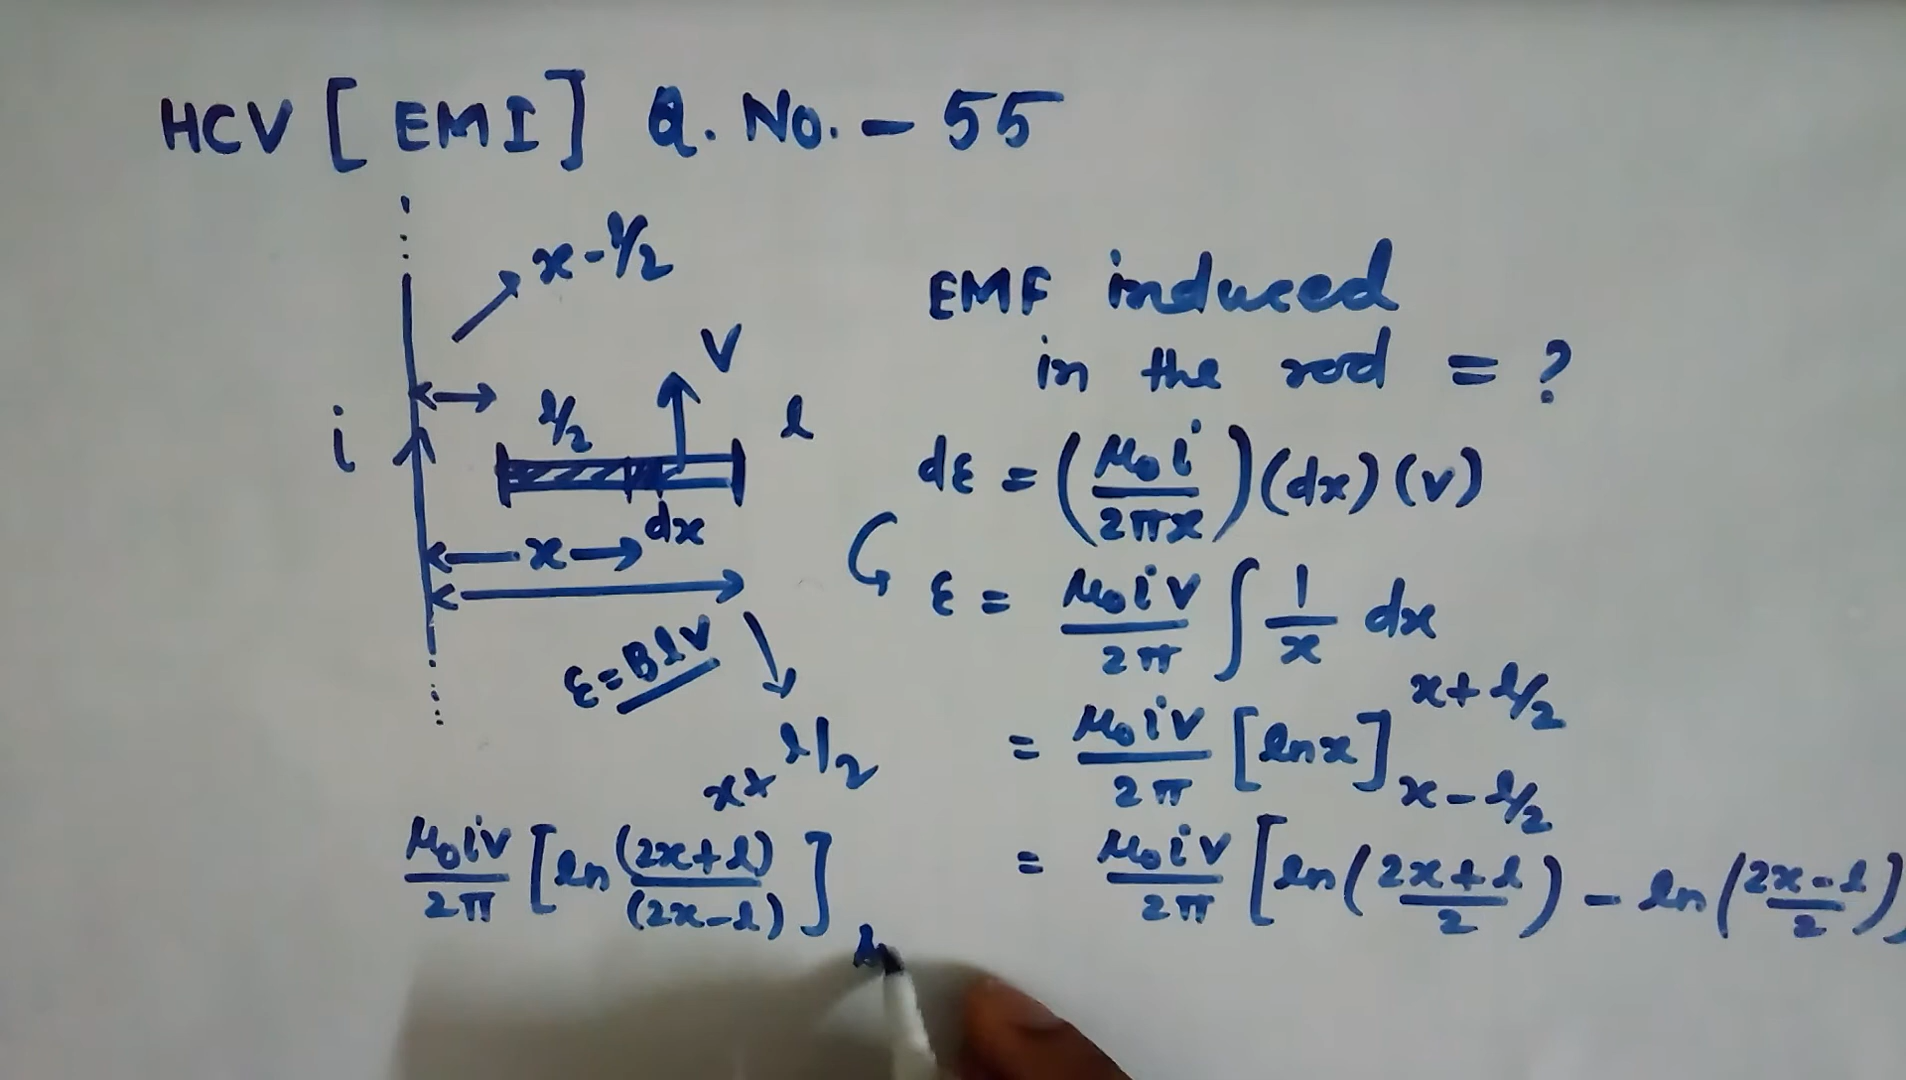 HCV [EMI] Q. No. - 55
x - l/2
V
EMF induced
in the rod = ?
i
l/2
l
dε = (μ₀i/2πx)(dx)(v)
dx
x
ε = μ₀iv/2π ∫ 1/x dx
ε = Blv
x + l/2
= μ₀iv/2π [ln x] x + l/2 x - l/2
= μ₀iv/2π [ln(2x+l/2) - ln(2x-l/2)
μ₀iv/2π [ln (2x+l)/(2x-l)]